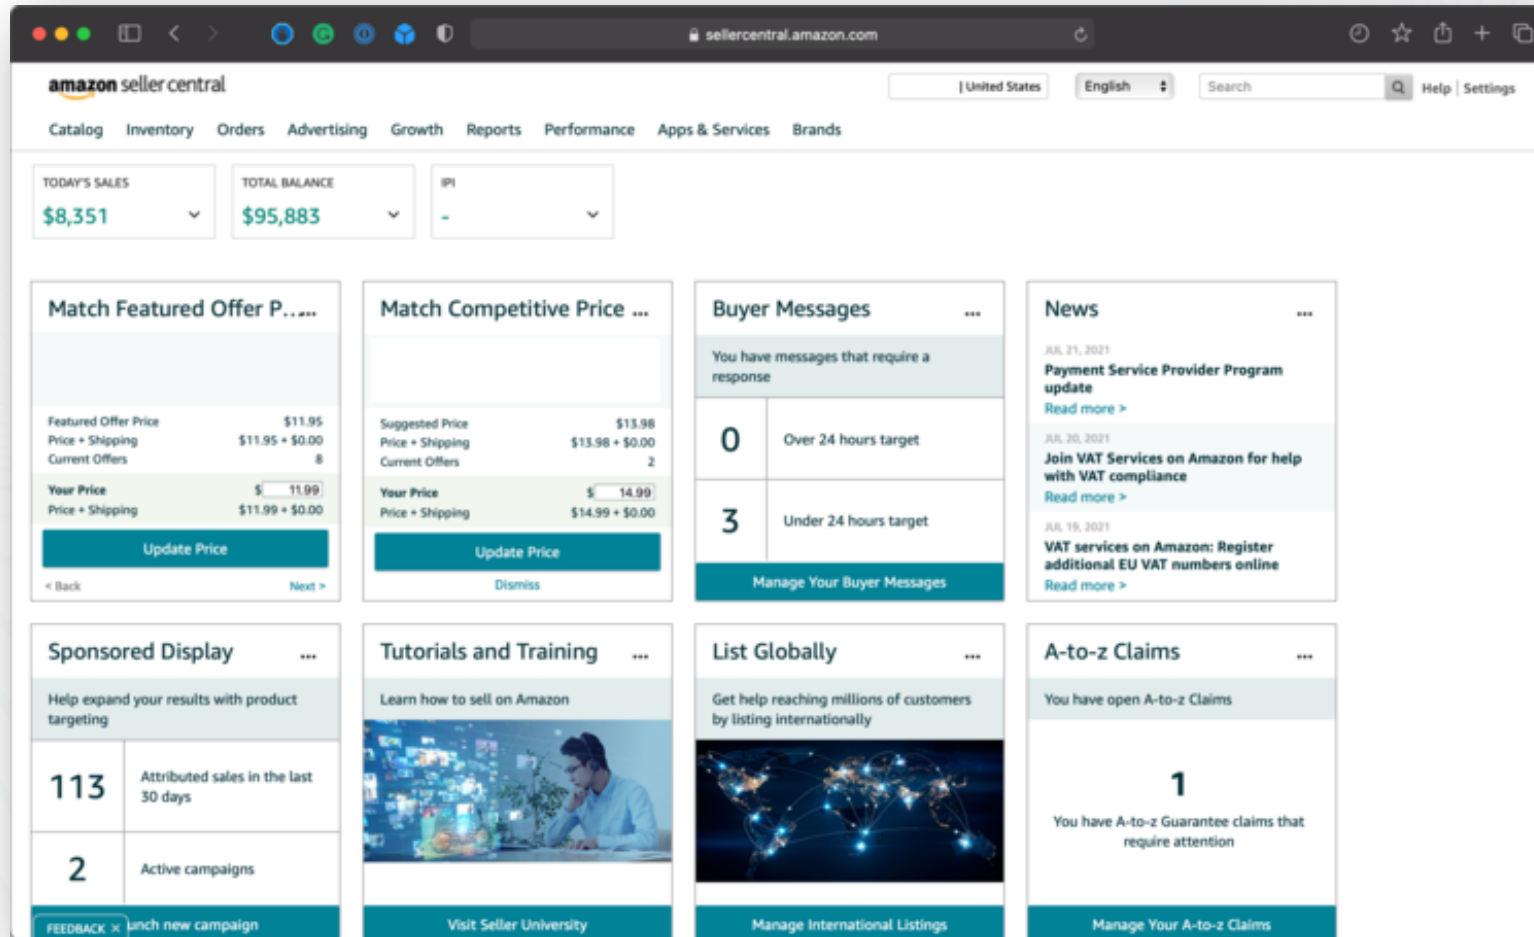 sellercentral.amazon.com
amazon seller central
| United States
English
Search
Help | Settings
Catalog Inventory Orders Advertising Growth Reports Performance Apps & Services Brands
TODAY'S SALES
$8,351
TOTAL BALANCE
$95,883
IPI
-
Match Featured Offer P......
Featured Offer Price $11.95
Price + Shipping $11.95 + $0.00
Current Offers 8
Your Price $ 11.99
Price + Shipping $11.99 + $0.00
Update Price
< Back Next >
Match Competitive Price ...
Suggested Price $13.98
Price + Shipping $13.98 + $0.00
Current Offers 2
Your Price $ 14.99
Price + Shipping $14.99 + $0.00
Update Price
Dismiss
Buyer Messages ...
You have messages that require a
response
0 Over 24 hours target
3 Under 24 hours target
Manage Your Buyer Messages
News ...
JUL 21, 2021
Payment Service Provider Program
update
Read more >
JUL 20, 2021
Join VAT Services on Amazon for help
with VAT compliance
Read more >
JUL 19, 2021
VAT services on Amazon: Register
additional EU VAT numbers online
Read more >
Sponsored Display ...
Help expand your results with product
targeting
113 Attributed sales in the last
30 days
2 Active campaigns
FEEDBACK × unch new campaign
Tutorials and Training ...
Learn how to sell on Amazon
Visit Seller University
List Globally ...
Get help reaching millions of customers
by listing internationally
Manage International Listings
A-to-z Claims ...
You have open A-to-z Claims
1
You have A-to-z Guarantee claims that
require attention
Manage Your A-to-z Claims